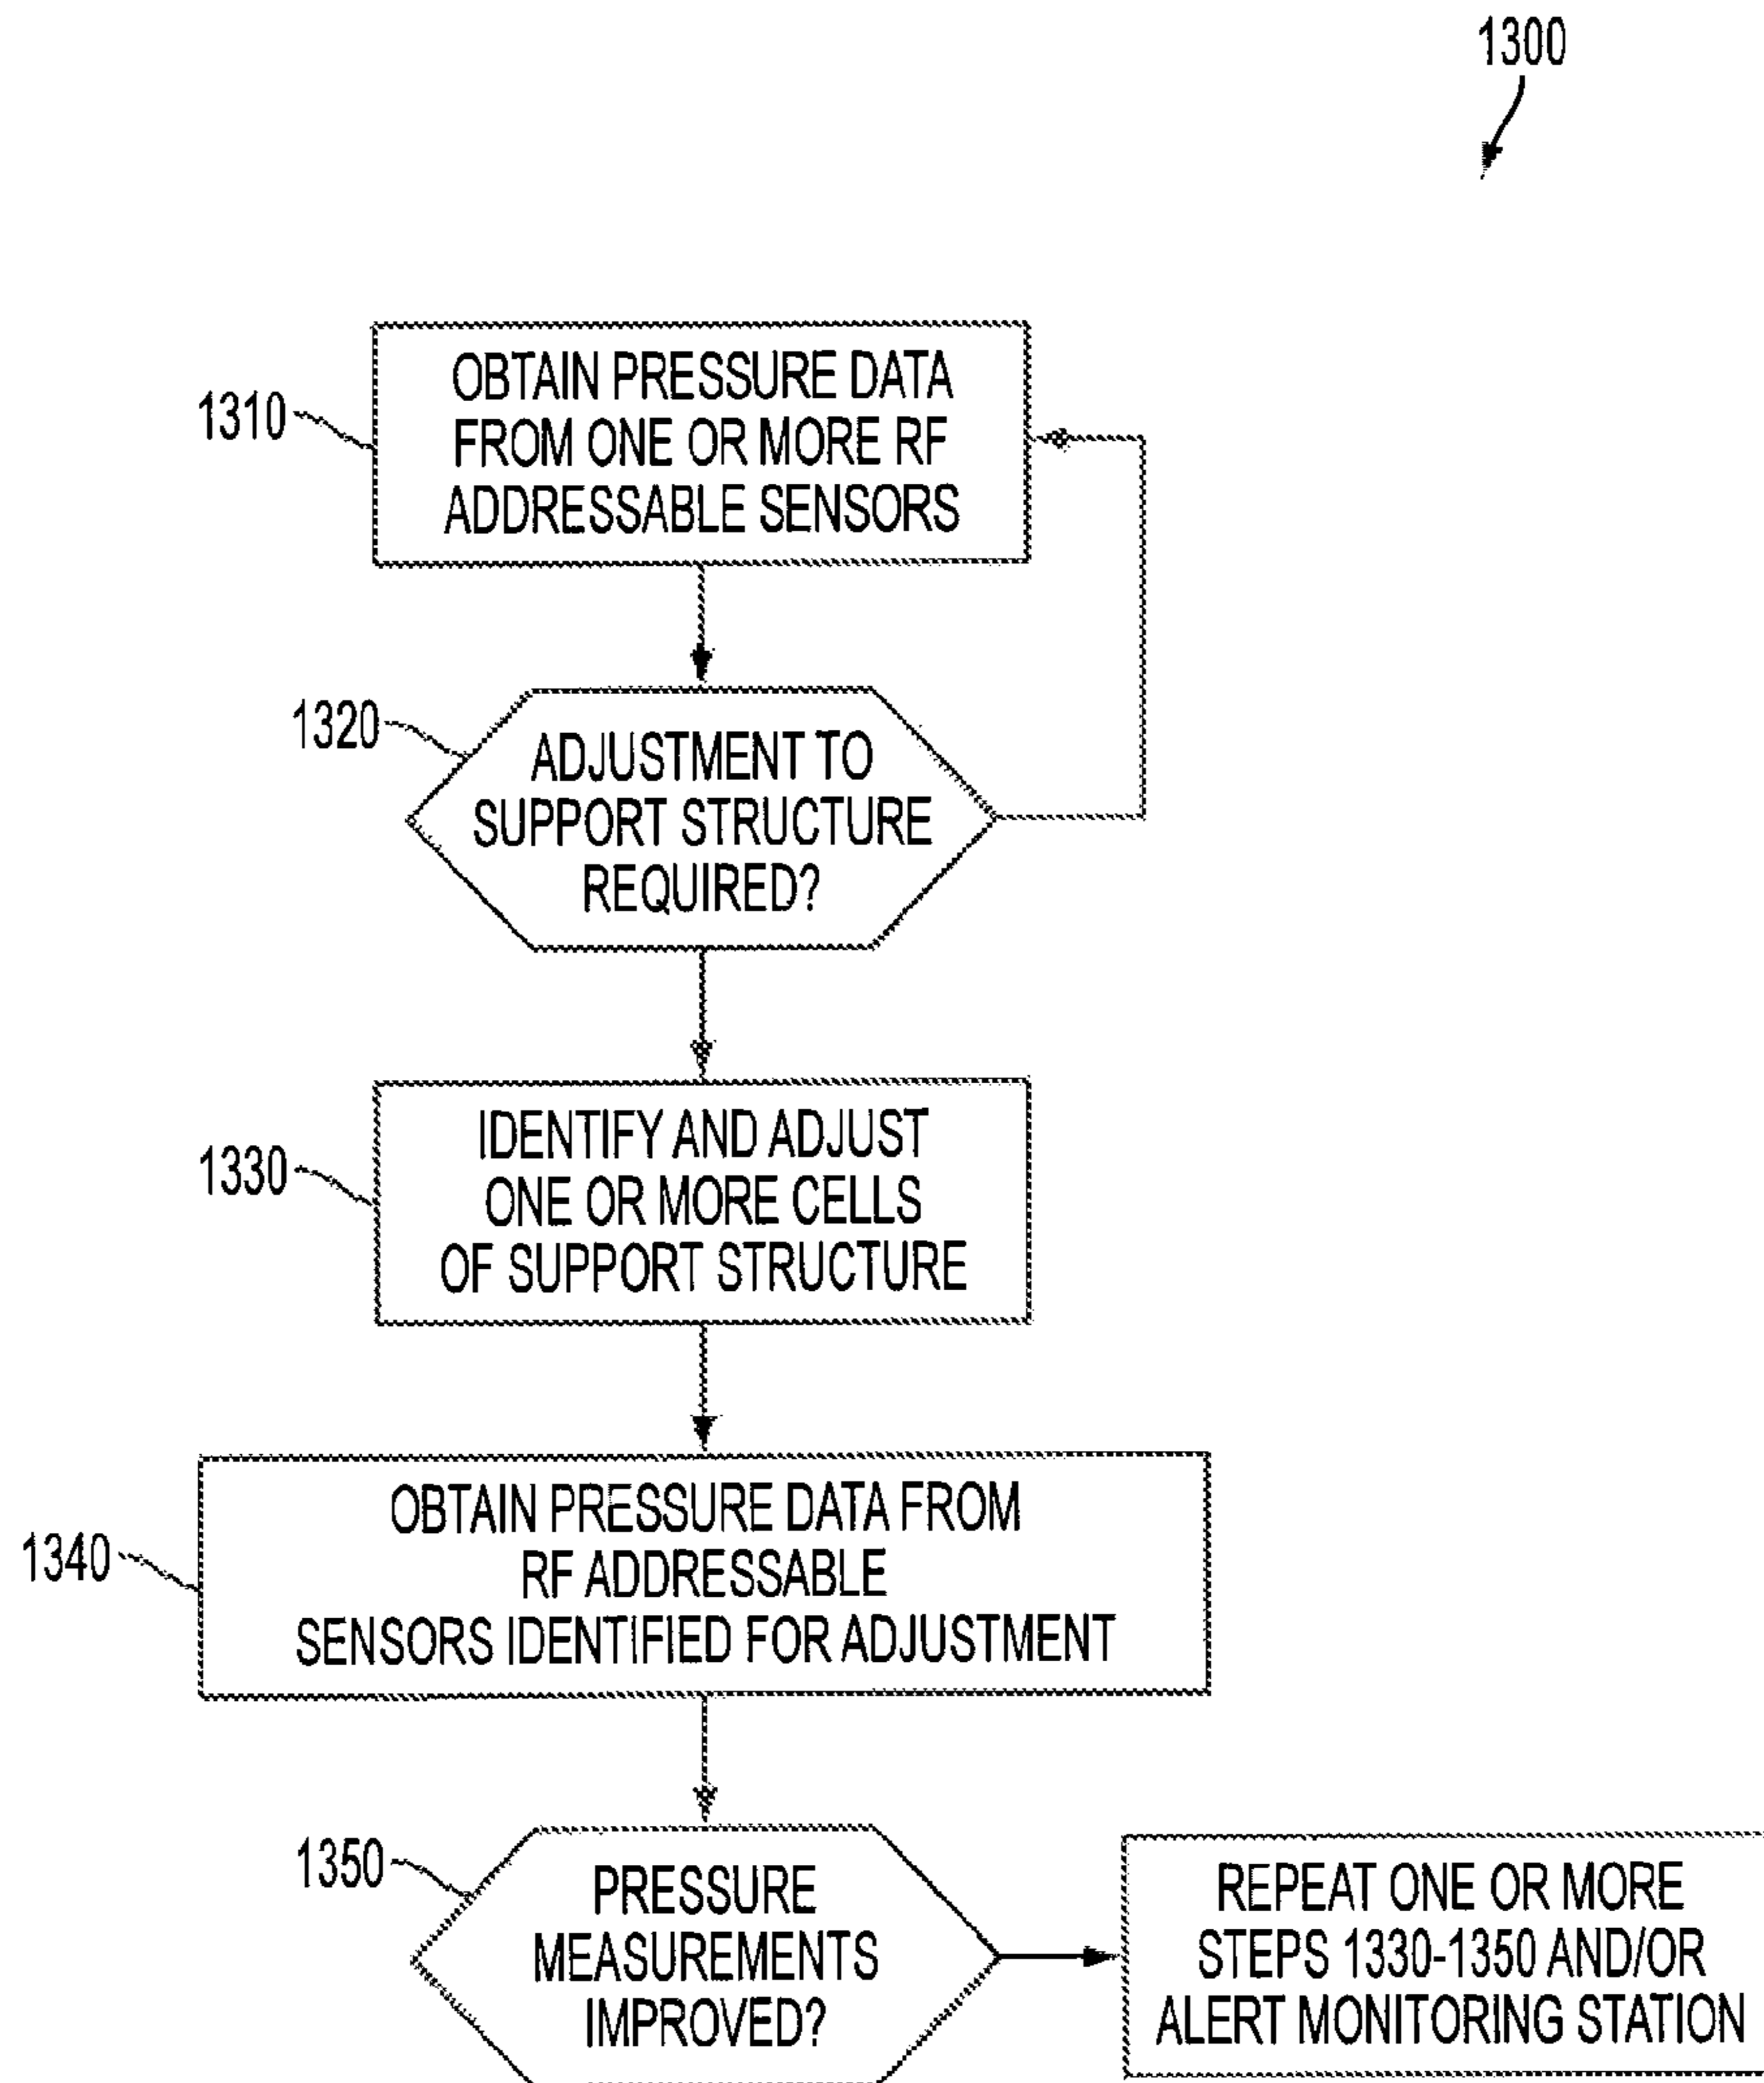 1300
1310
OBTAIN PRESSURE DATA
FROM ONE OR MORE RF
ADDRESSABLE SENSORS
1320
ADJUSTMENT TO
SUPPORT STRUCTURE
REQUIRED?
1330
IDENTIFY AND ADJUST
ONE OR MORE CELLS
OF SUPPORT STRUCTURE
1340
OBTAIN PRESSURE DATA FROM
RF ADDRESSABLE
SENSORS IDENTIFIED FOR ADJUSTMENT
1350
PRESSURE
MEASUREMENTS
IMPROVED?
REPEAT ONE OR MORE
STEPS 1330-1350 AND/OR
ALERT MONITORING STATION